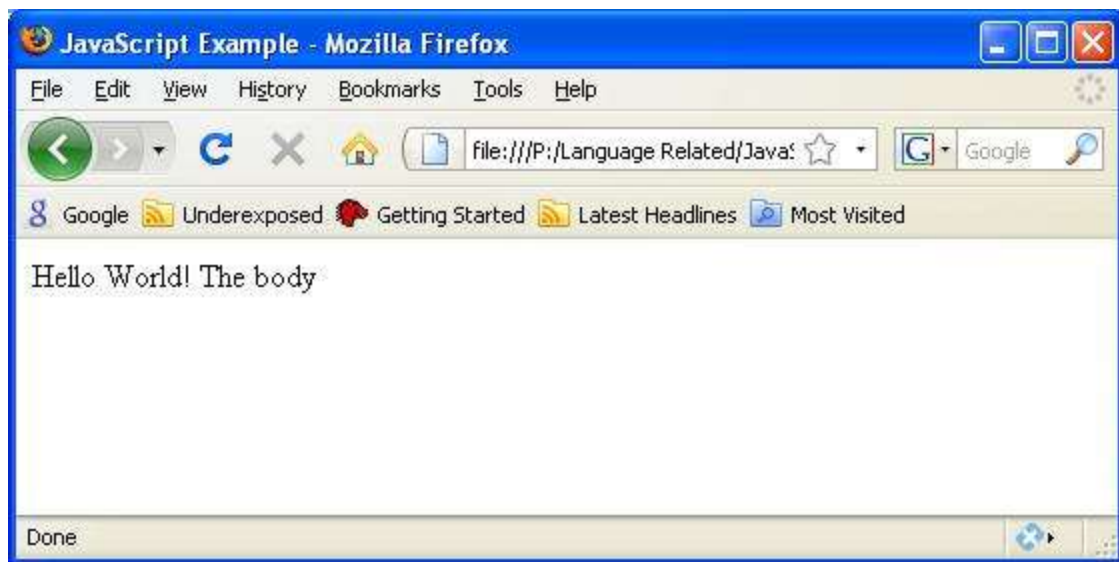 JavaScript Example - Mozilla Firefox
File Edit View History Bookmarks Tools Help
file:///P:/Language Related/JavaS G Google
g Google Underexposed Getting Started Latest Headlines Most Visited
Hello World! The body
Done